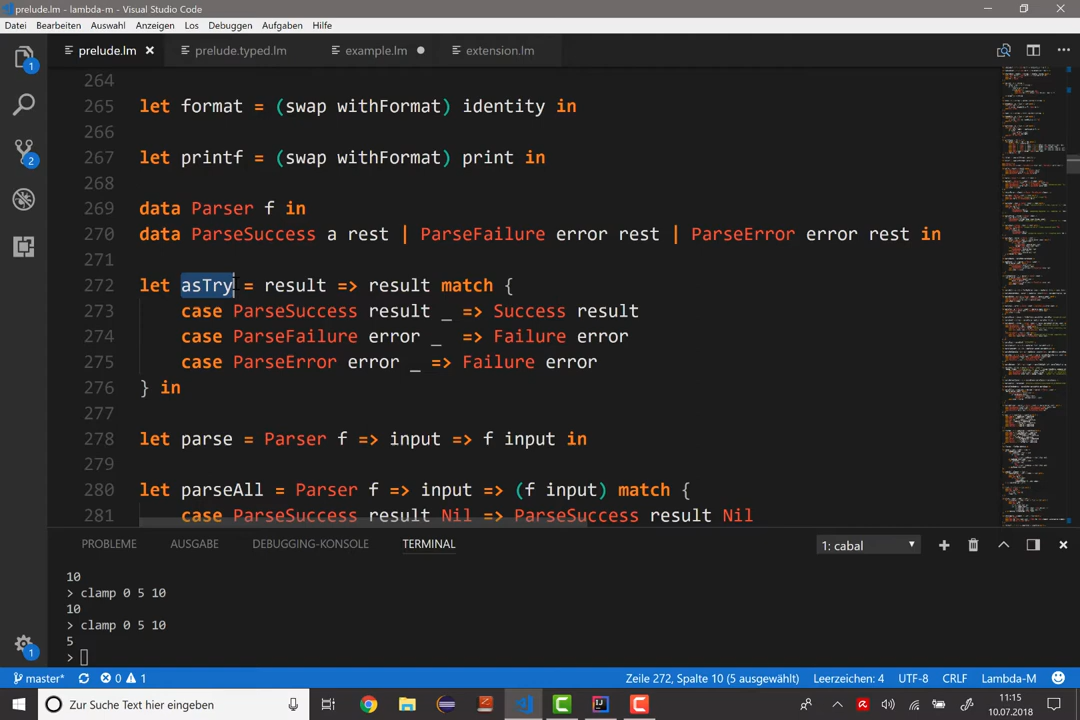 prelude.lm - lambda-m - Visual Studio Code
Datei Bearbeiten Auswahl Anzeigen Los Debuggen Aufgaben Hilfe
prelude.lm prelude.typed.lm example.lm extension.lm
264
265 let format = (swap withFormat) identity in
266
267 let printf = (swap withFormat) print in
268
269 data Parser f in
270 data ParseSuccess a rest | ParseFailure error rest | ParseError error rest in
271
272 let asTry = result => result match {
273 case ParseSuccess result _ => Success result
274 case ParseFailure error _ => Failure error
275 case ParseError error _ => Failure error
276 } in
277
278 let parse = Parser f => input => f input in
279
280 let parseAll = Parser f => input => (f input) match {
281 case ParseSuccess result Nil => ParseSuccess result Nil
1
2
1
PROBLEME AUSGABE DEBUGGING-KONSOLE TERMINAL 1: cabal
10
> clamp 0 5 10
10
> clamp 0 5 10
5
>
master* 0 1 Zeile 272, Spalte 10 (5 ausgewählt) Leerzeichen: 4 UTF-8 CRLF Lambda-M
Zur Suche Text hier eingeben 11:15
10.07.2018